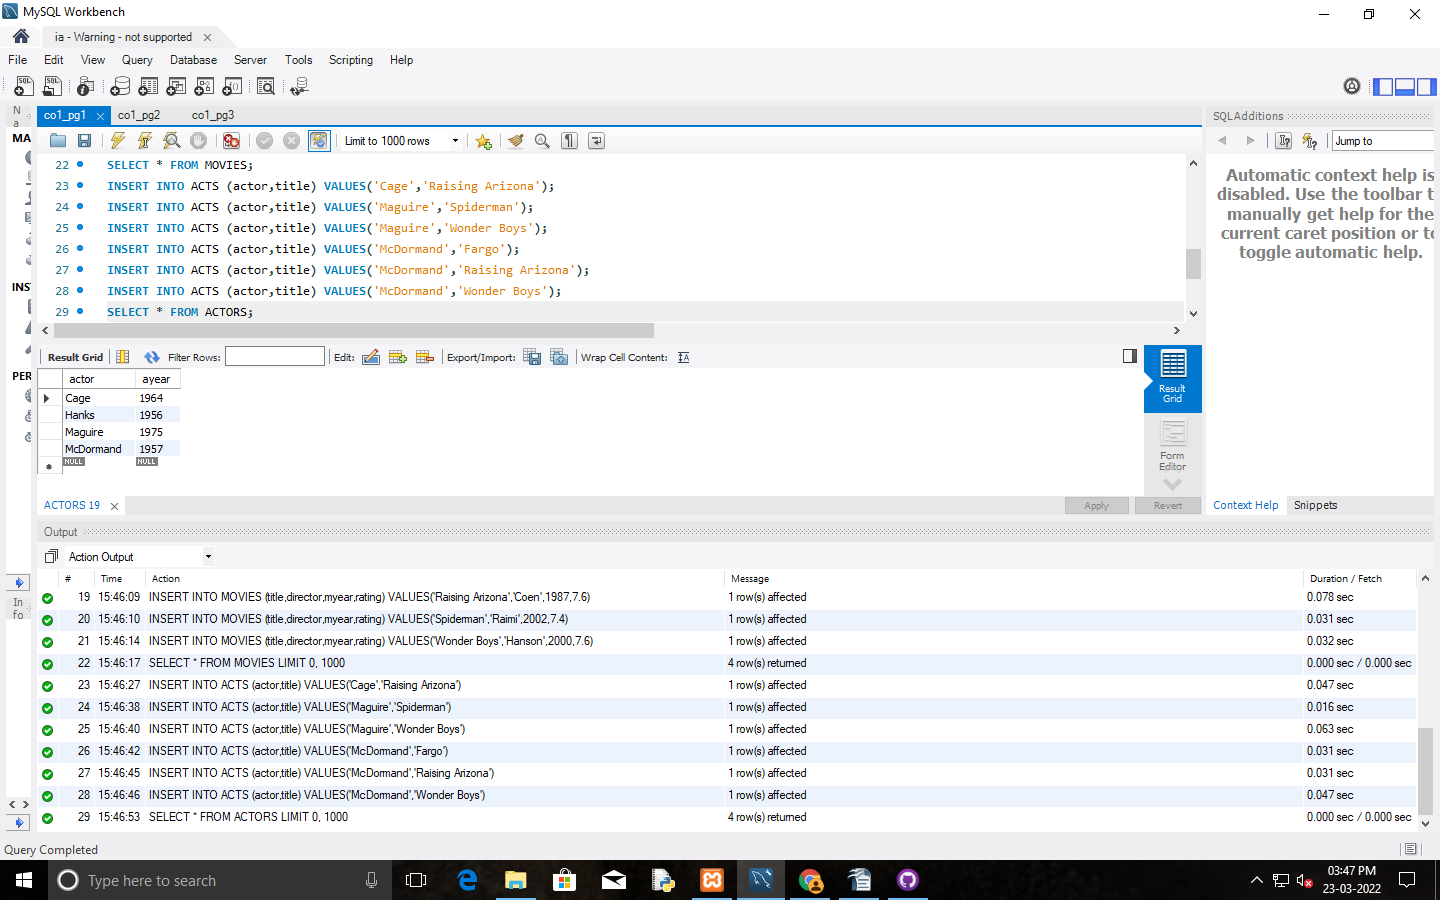 MySQL Workbench
ia - Warning - not supported
File Edit View Query Database Server Tools Scripting Help
N
a
MA
INS
PER
In
fo
co1_pg1 co1_pg2 co1_pg3
Limit to 1000 rows
22 SELECT * FROM MOVIES;
23 INSERT INTO ACTS (actor,title) VALUES('Cage','Raising Arizona');
24 INSERT INTO ACTS (actor,title) VALUES('Maguire','Spiderman');
25 INSERT INTO ACTS (actor,title) VALUES('Maguire','Wonder Boys');
26 INSERT INTO ACTS (actor,title) VALUES('McDormand','Fargo');
27 INSERT INTO ACTS (actor,title) VALUES('McDormand','Raising Arizona');
28 INSERT INTO ACTS (actor,title) VALUES('McDormand','Wonder Boys');
29 SELECT * FROM ACTORS;
SQLAdditions
Jump to
Automatic context help is
disabled. Use the toolbar t
manually get help for the
current caret position or to
toggle automatic help.
Result Grid Filter Rows: Edit: Export/Import: Wrap Cell Content:
actor ayear
Cage 1964
Hanks 1956
Maguire 1975
McDormand 1957
NULL NULL
Result
Grid
Form
Editor
ACTORS 19 Apply Revert
Context Help Snippets
Output
Action Output
# Time Action Message Duration / Fetch
19 15:46:09 INSERT INTO MOVIES (title,director,myear,rating) VALUES('Raising Arizona','Coen',1987,7.6) 1 row(s) affected 0.078 sec
20 15:46:10 INSERT INTO MOVIES (title,director,myear,rating) VALUES('Spideman','Raimi',2002,7.4) 1 row(s) affected 0.031 sec
21 15:46:14 INSERT INTO MOVIES (title,director,myear,rating) VALUES('Wonder Boys','Hanson',2000,7.6) 1 row(s) affected 0.032 sec
22 15:46:17 SELECT * FROM MOVIES LIMIT 0, 1000 4 row(s) returned 0.000 sec / 0.000 sec
23 15:46:27 INSERT INTO ACTS (actor,title) VALUES('Cage','Raising Arizona') 1 row(s) affected 0.047 sec
24 15:46:38 INSERT INTO ACTS (actor,title) VALUES('Maguire','Spiderman') 1 row(s) affected 0.016 sec
25 15:46:40 INSERT INTO ACTS (actor,title) VALUES('Maguire','Wonder Boys') 1 row(s) affected 0.063 sec
26 15:46:42 INSERT INTO ACTS (actor,title) VALUES('McDormand','Fargo') 1 row(s) affected 0.031 sec
27 15:46:45 INSERT INTO ACTS (actor,title) VALUES('McDormand','Raising Arizona') 1 row(s) affected 0.031 sec
28 15:46:46 INSERT INTO ACTS (actor,title) VALUES('McDormand','Wonder Boys') 1 row(s) affected 0.047 sec
29 15:46:53 SELECT * FROM ACTORS LIMIT 0, 1000 4 row(s) returned 0.000 sec / 0.000 sec
Query Completed
Type here to search
03:47 PM
23-03-2022